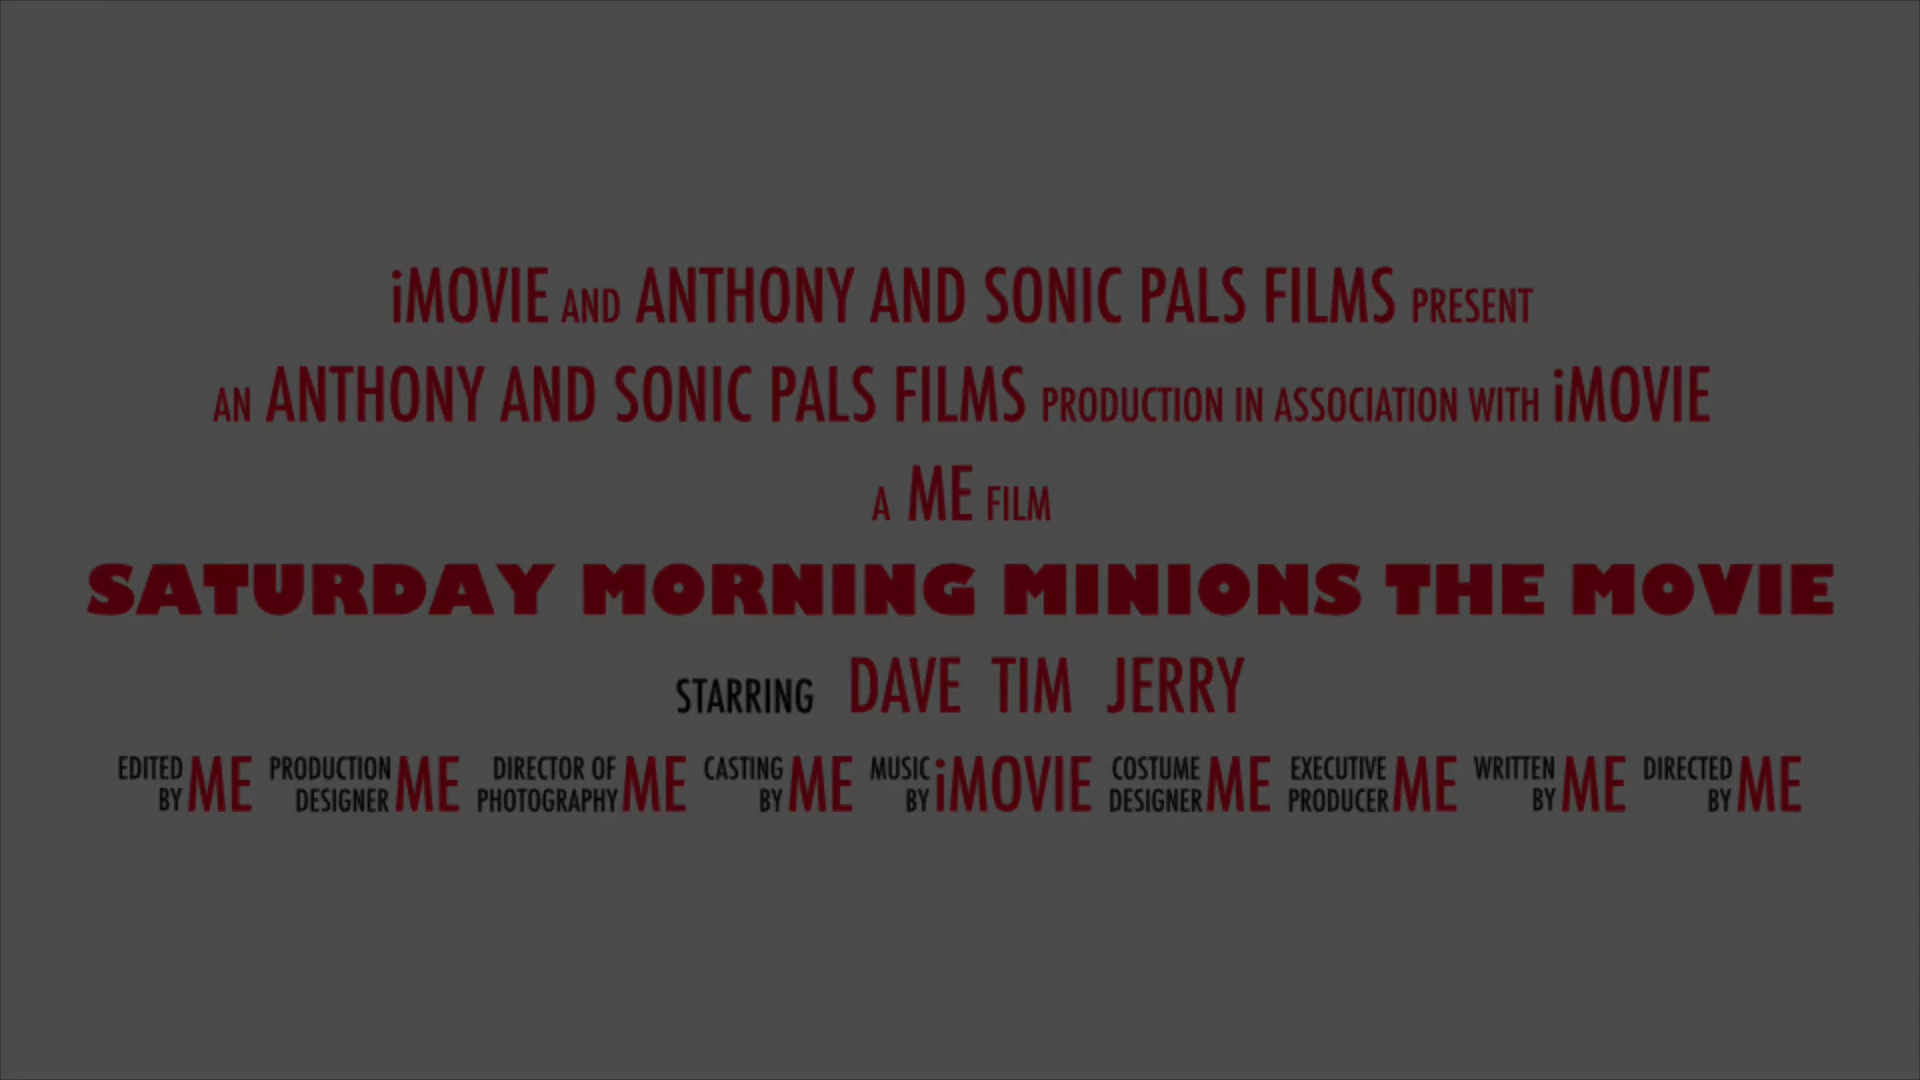 iMOVIE AND ANTHONY AND SONIC PALS FILMS PRESENT
AN ANTHONY AND SONIC PALS FILMS PRODUCTION IN ASSOCIATION WITH iMOVIE
A ME FILM
SATURDAY MORNING MINIONS THE MOVIE
STARRING DAVE TIM JERRY
EDITED BY ME PRODUCTION DESIGNER ME DIRECTOR OF PHOTOGRAPHY ME CASTING BY ME MUSIC BY iMOVIE COSTUME DESIGNER ME EXECUTIVE PRODUCER ME WRITTEN BY ME DIRECTED BY ME